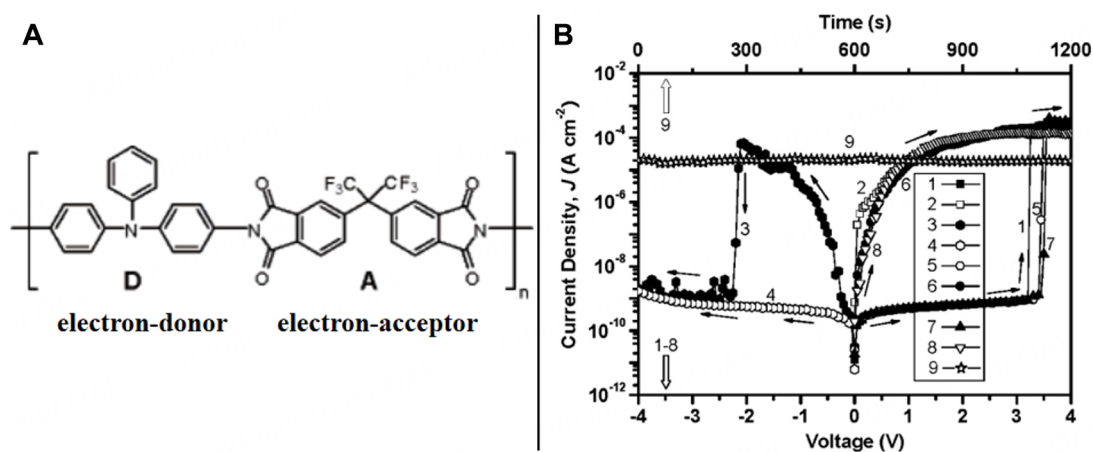 A
N
D
electron-donor
N
O
O
F₃C
CF₃
A
electron-acceptor
O
O
N
n
B
Time (s)
0 300 600 900 1200
10⁻²
10⁻⁴
10⁻⁶
10⁻⁸
10⁻¹⁰
10⁻¹²
Current Density, J (A cm⁻²)
9
9
2
6
8
3
4
1
5
7
1-8
1
2
3
4
5
6
7
8
9
-4 -3 -2 -1 0 1 2 3 4
Voltage (V)